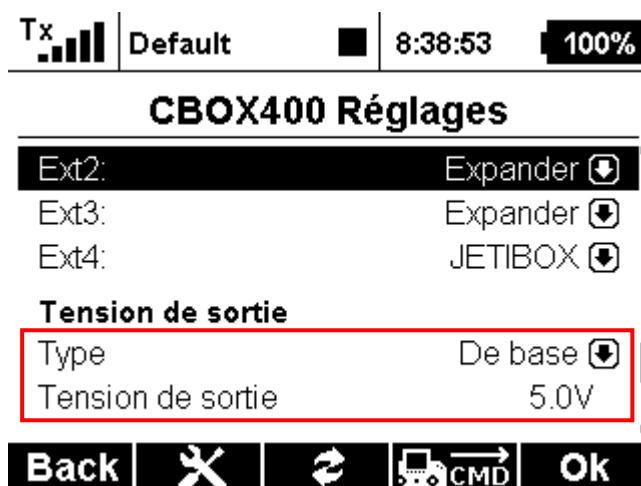 Tx Default 8:38:53 100%
CBOX400 Réglages
Ext2: Expander
Ext3: Expander
Ext4: JETIBOX
Tension de sortie
Type De base
Tension de sortie 5.0V
Back CMD Ok